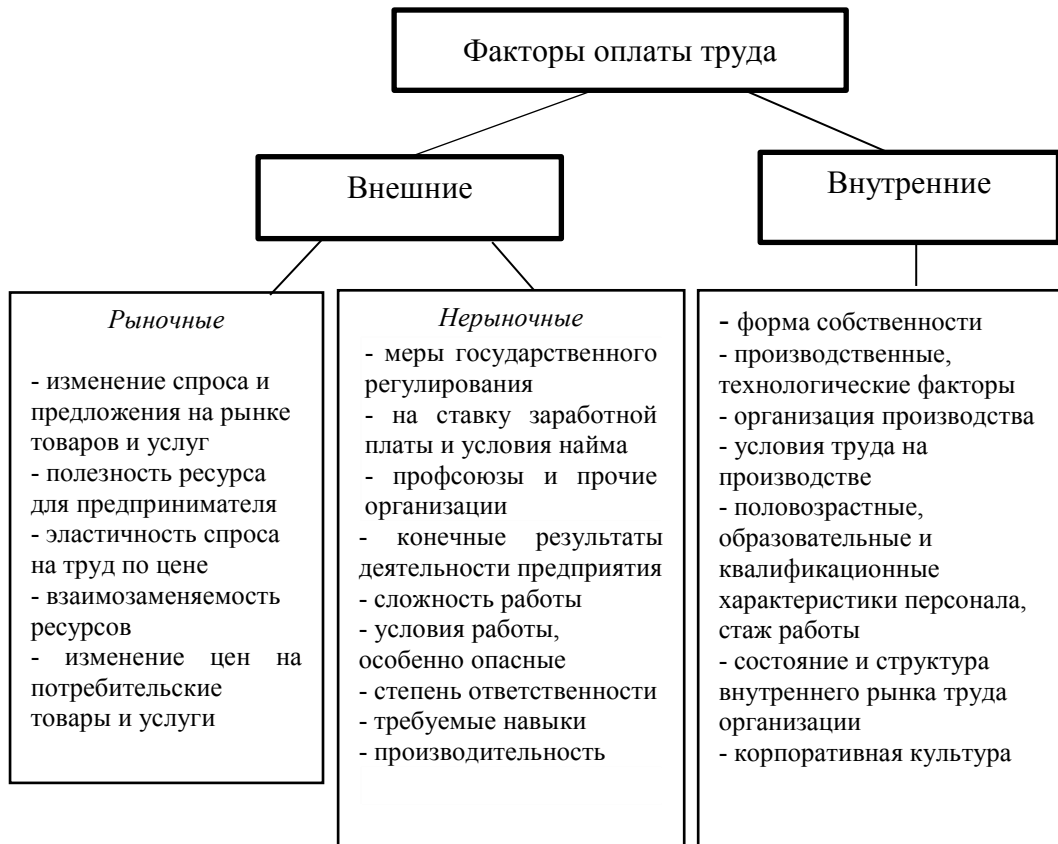 Факторы оплаты труда
Внешние
Внутренние
Рыночные
- изменение спроса и
предложения на рынке
товаров и услуг
- полезность ресурса
для предпринимателя
- эластичность спроса
на труд по цене
- взаимозаменяемость
ресурсов
- изменение цен на
потребительские
товары и услуги
Нерыночные
- меры государственного
регулирования
- на ставку заработной
платы и условия найма
- профсоюзы и прочие
организации
- конечные результаты
деятельности предприятия
- сложность работы
- условия работы,
особенно опасные
- степень ответственности
- требуемые навыки
- производительность
- форма собственности
- производственные,
технологические факторы
- организация производства
- условия труда на
производстве
- половозрастные,
образовательные и
квалификационные
характеристики персонала,
стаж работы
- состояние и структура
внутреннего рынка труда
организации
- корпоративная культура